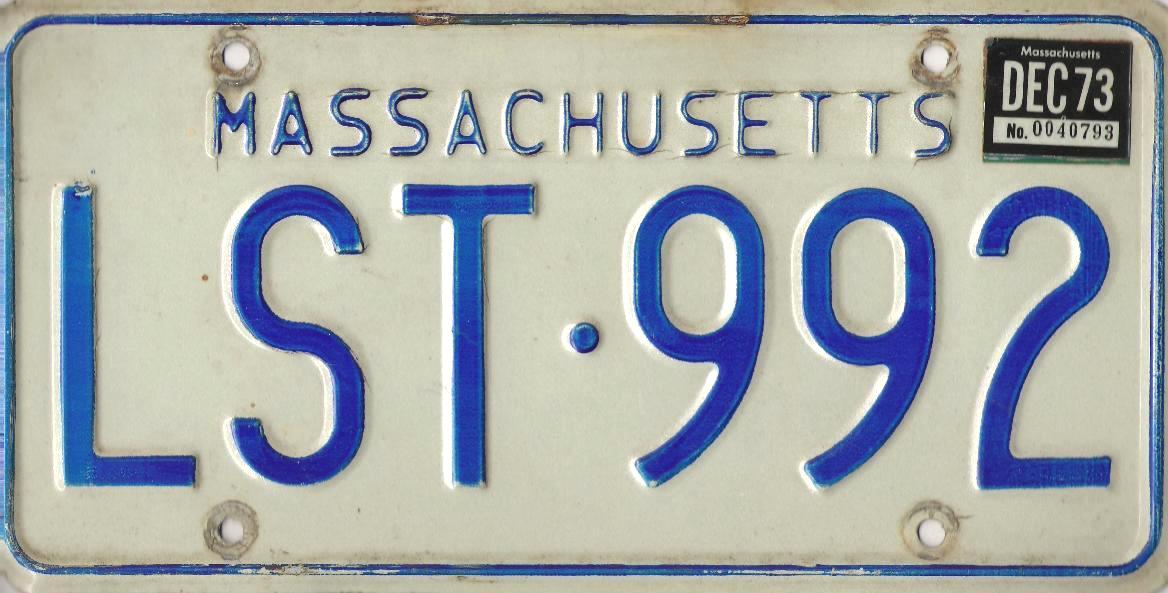 MASSACHUSETTS
Massachusetts
DEC 73
No. 0040793
LST·992